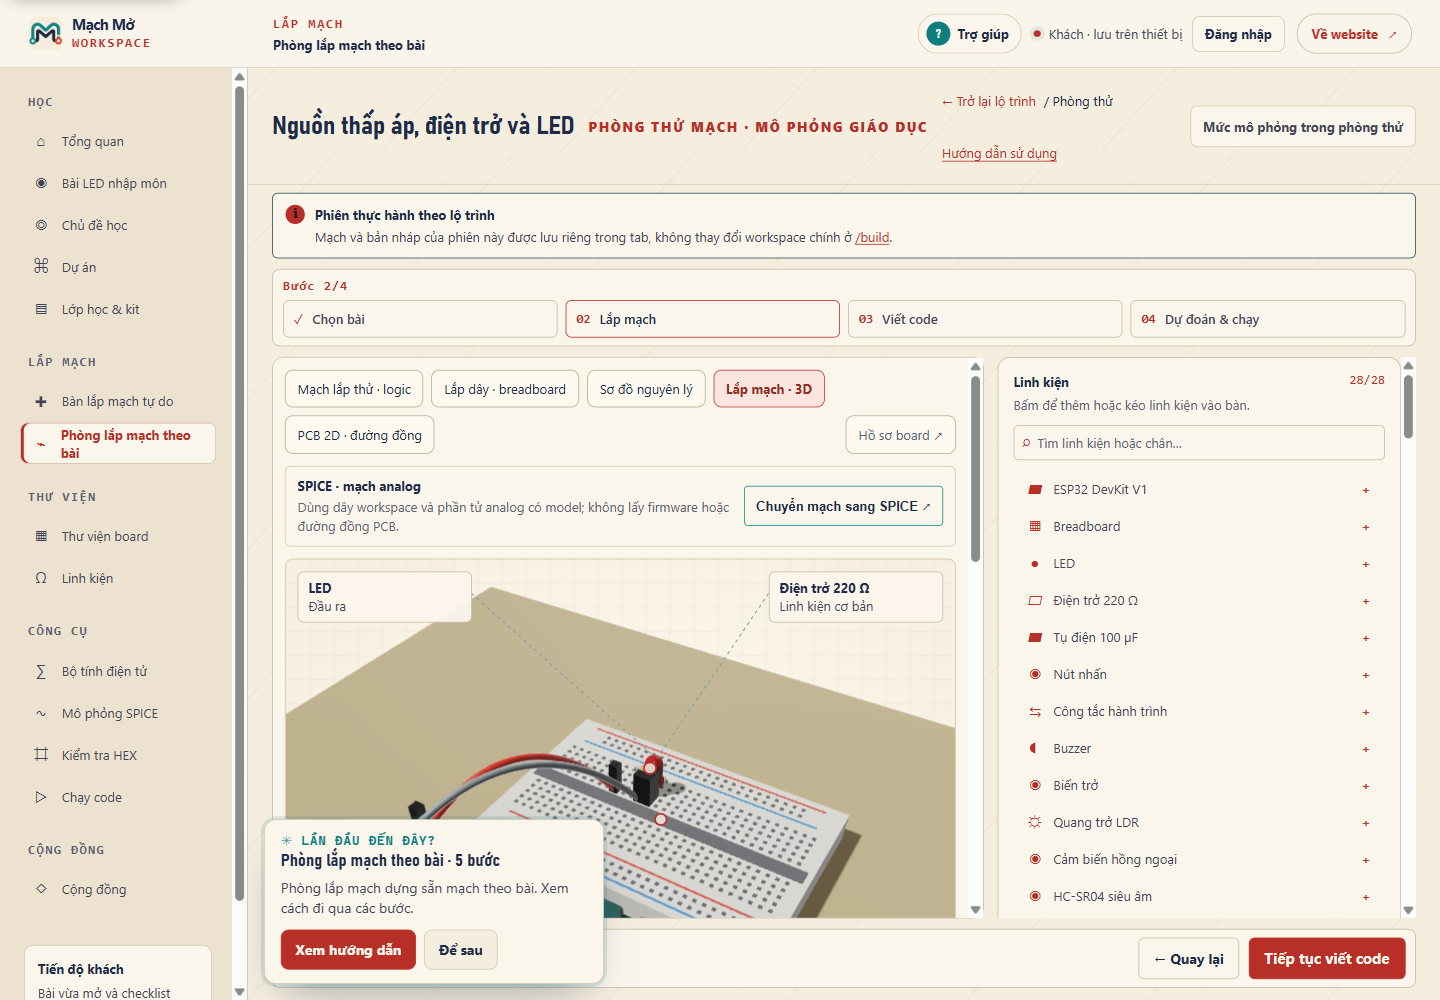 Mạch Mở
WORKSPACE
LẮP MẠCH
Phòng lắp mạch theo bài
? Trợ giúp
Khách · lưu trên thiết bị
Đăng nhập
Về website ↗
HỌC
Tổng quan
Bài LED nhập môn
Chủ đề học
Dự án
Lớp học & kit
LẮP MẠCH
Bàn lắp mạch tự do
Phòng lắp mạch theo
bài
THƯ VIỆN
Thư viện board
Linh kiện
CÔNG CỤ
Bộ tính điện tử
Mô phỏng SPICE
Kiểm tra HEX
Chạy code
CỘNG ĐỒNG
Cộng đồng
Tiến độ khách
Bài vừa mở và checklist
Nguồn thấp áp, điện trở và LED
PHÒNG THỬ MẠCH · MÔ PHỎNG GIÁO DỤC
← Trở lại lộ trình / Phòng thử
Hướng dẫn sử dụng
Mức mô phỏng trong phòng thử
Phiên thực hành theo lộ trình
Mạch và bản nháp của phiên này được lưu riêng trong tab, không thay đổi workspace chính ở /build.
Bước 2/4
✓ Chọn bài
02 Lắp mạch
03 Viết code
04 Dự đoán & chạy
Mạch lắp thử · logic
Lắp dây · breadboard
Sơ đồ nguyên lý
Lắp mạch · 3D
PCB 2D · đường đồng
Hồ sơ board ↗
SPICE · mạch analog
Dùng dây workspace và phần tử analog có model; không lấy firmware hoặc
đường đồng PCB.
Chuyển mạch sang SPICE ↗
LED
Đầu ra
Điện trở 220 Ω
Linh kiện cơ bản
Linh kiện
28/28
Bấm để thêm hoặc kéo linh kiện vào bàn.
Tìm linh kiện hoặc chân...
ESP32 DevKit V1 +
Breadboard +
LED +
Điện trở 220 Ω +
Tụ điện 100 µF +
Nút nhấn +
Công tắc hành trình +
Buzzer +
Biến trở +
Quang trở LDR +
Cảm biến hồng ngoại +
HC-SR04 siêu âm +
✳ LẦN ĐẦU ĐẾN ĐÂY?
Phòng lắp mạch theo bài · 5 bước
Phòng lắp mạch dựng sẵn mạch theo bài. Xem
cách đi qua các bước.
Xem hướng dẫn
Để sau
← Quay lại
Tiếp tục viết code